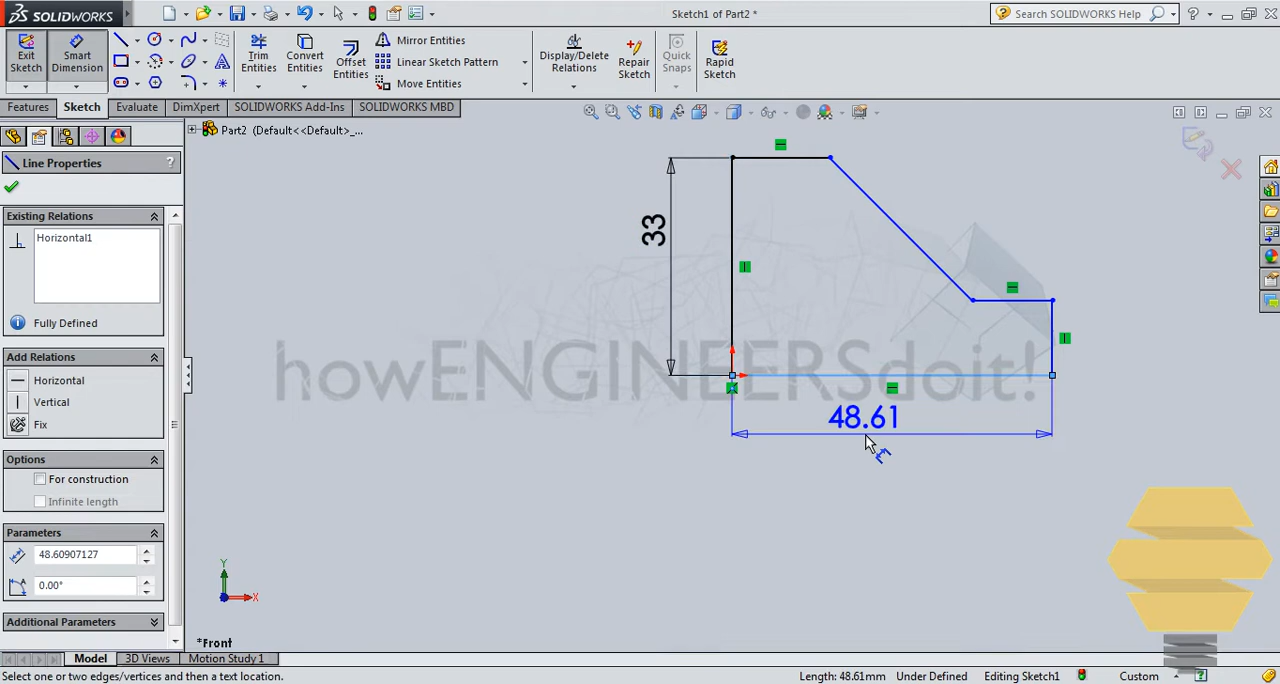 SOLIDWORKS
Sketch1 of Part2 *
Search SOLIDWORKS Help
Exit Sketch
Smart Dimension
Trim Entities
Convert Entities
Offset Entities
Mirror Entities
Linear Sketch Pattern
Move Entities
Display/Delete Relations
Repair Sketch
Quick Snaps
Rapid Sketch
Features
Sketch
Evaluate
DimXpert
SOLIDWORKS Add-Ins
SOLIDWORKS MBD
Part2 (Default<<Default>_...
Line Properties
?
Existing Relations
Horizontal1
Fully Defined
Add Relations
Horizontal
Vertical
Fix
Options
For construction
Infinite length
Parameters
48.60907127
0.00°
Additional Parameters
33
48.61
howENGINEERSdoit!
Y
X
*Front
Model
3D Views
Motion Study 1
Select one or two edges/vertices and then a text location.
Length: 48.61mm
Under Defined
Editing Sketch1
Custom